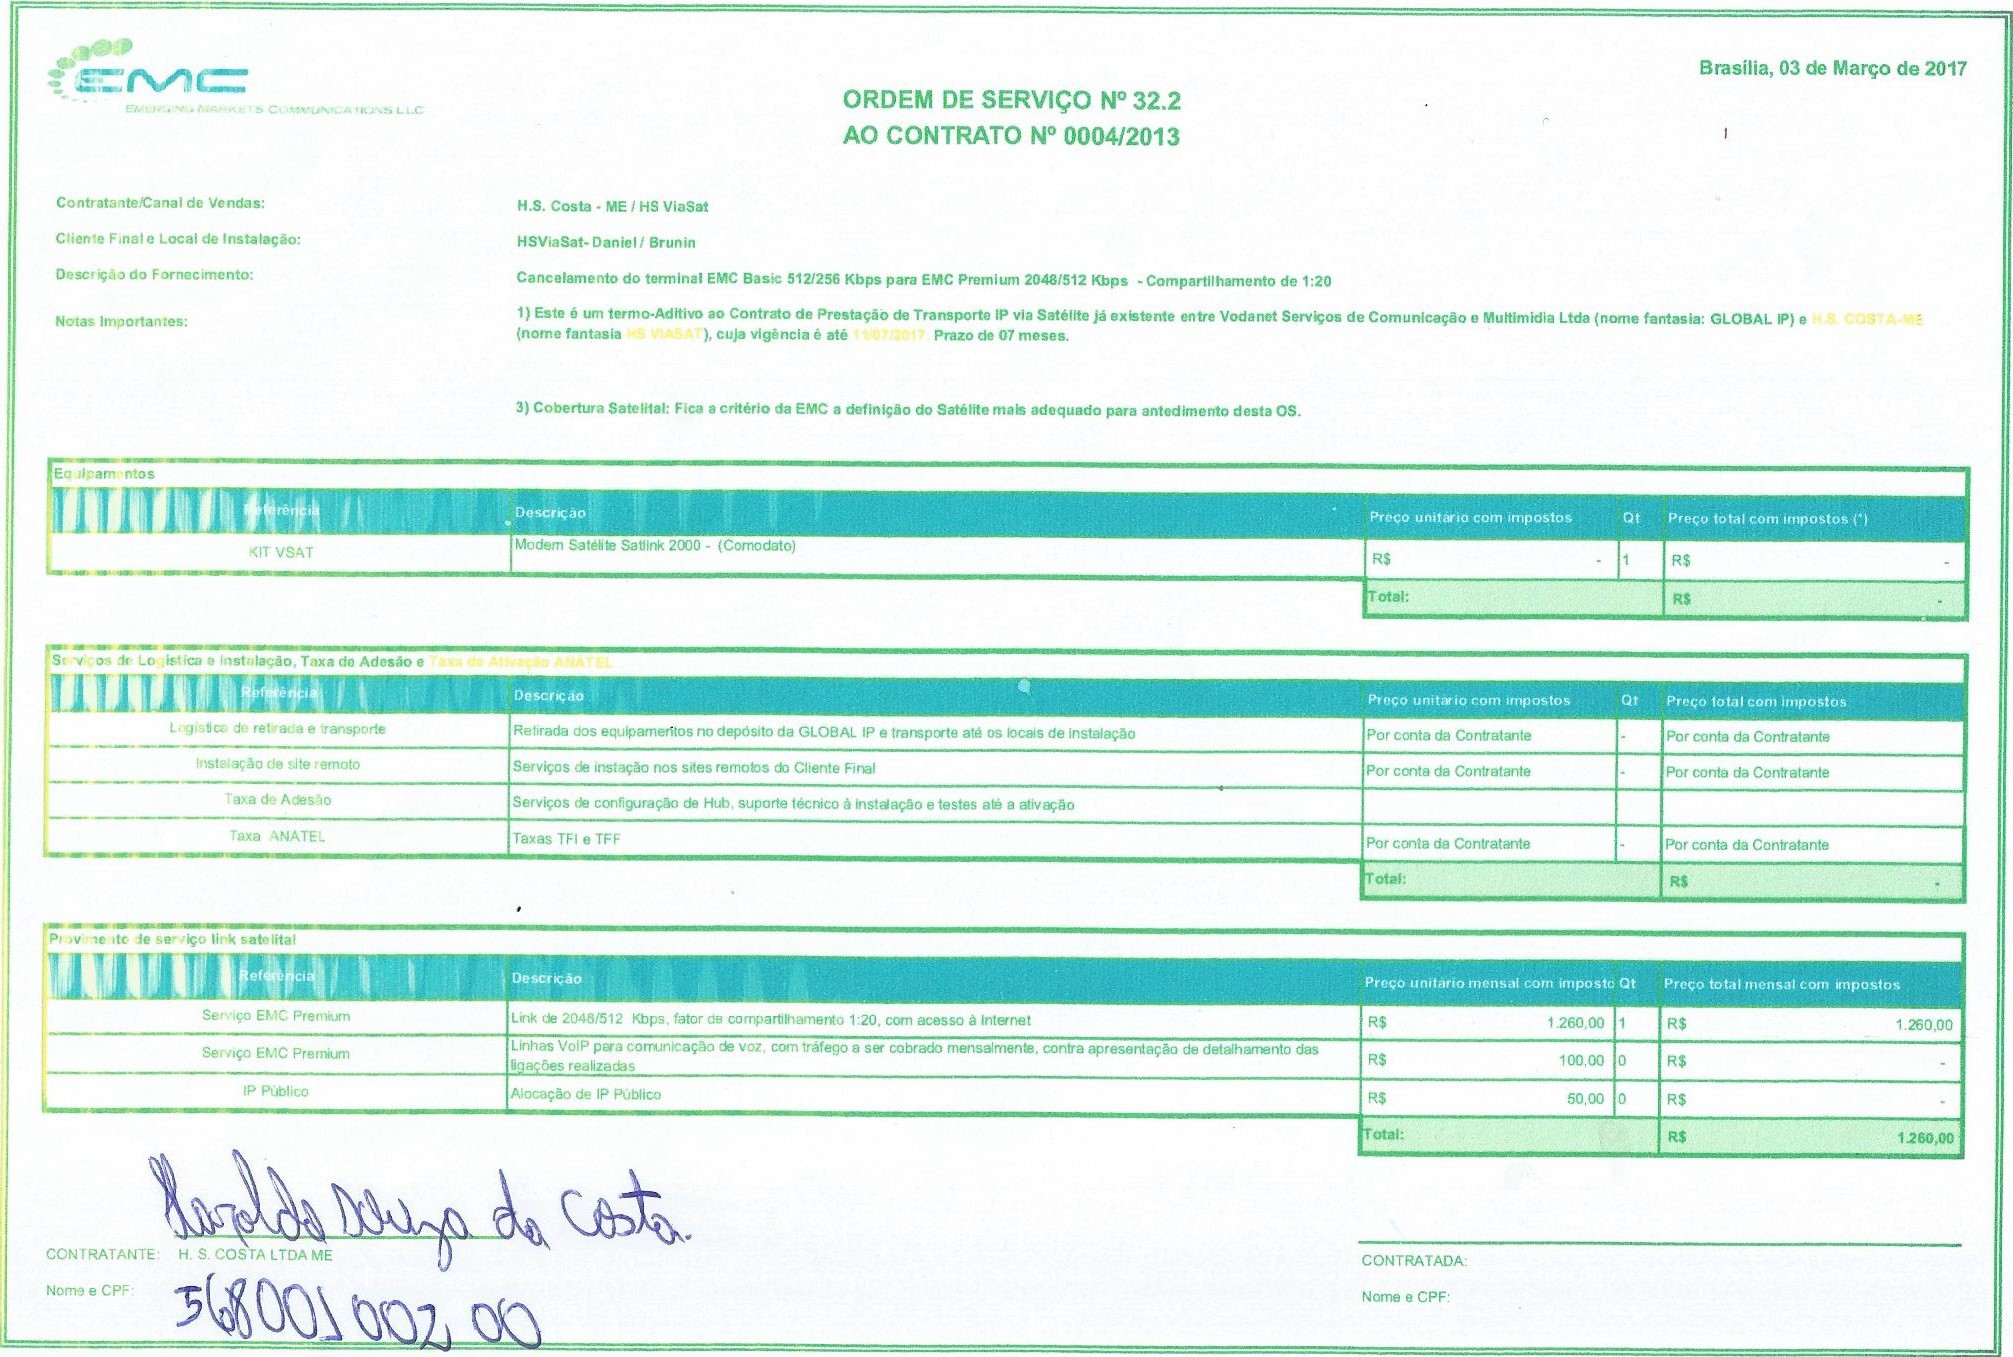 EMC
EMERGING MARKETS COMMUNICATIONS LLC
Brasília, 03 de Março de 2017
ORDEM DE SERVIÇO Nº 32.2
AO CONTRATO Nº 0004/2013
Contratante/Canal de Vendas: H.S. Costa - ME / HS ViaSat
Cliente Final e Local de Instalação: HSViaSat- Daniel / Brunin
Descrição do Fornecimento: Cancelamento do terminal EMC Basic 512/256 Kbps para EMC Premium 2048/512 Kbps - Compartilhamento de 1:20
Notas Importantes: 1) Este é um termo-Aditivo ao Contrato de Prestação de Transporte IP via Satélite já existente entre Vodanet Serviços de Comunicação e Multimidia Ltda (nome fantasia: GLOBAL IP) e H.S. COSTA-ME
(nome fantasia HS VIASAT), cuja vigência é até 11/07/2017. Prazo de 07 meses.
3) Cobertura Satelital: Fica a critério da EMC a definição do Satélite mais adequado para antedimento desta OS.
Equipamentos
Referência Descrição Preço unitário com impostos Qt Preço total com impostos (*)
KIT VSAT Modem Satélite Satlink 2000 - (Comodato) R$ - 1 R$ -
Total: R$ -
Serviços de Logística e Instalação, Taxa de Adesão e Taxa de Ativação ANATEL
Referência Descrição Preço unitário com impostos Qt Preço total com impostos
Logística de retirada e transporte Retirada dos equipamentos no depósito da GLOBAL IP e transporte até os locais de instalação Por conta da Contratante - Por conta da Contratante
Instalação de site remoto Serviços de instação nos sites remotos do Cliente Final Por conta da Contratante - Por conta da Contratante
Taxa de Adesão Serviços de configuração de Hub, suporte técnico à instalação e testes até a ativação
Taxa ANATEL Taxas TFI e TFF Por conta da Contratante - Por conta da Contratante
Total: R$ -
Provimento de serviço link satelital
Referência Descrição Preço unitário mensal com imposto Qt Preço total mensal com impostos
Serviço EMC Premium Link de 2048/512 Kbps, fator de compartilhamento 1:20, com acesso à Internet R$ 1.260,00 1 R$ 1.260,00
Serviço EMC Premium Linhas VoIP para comunicação de voz, com tráfego a ser cobrado mensalmente, contra apresentação de detalhamento das
ligações realizadas R$ 100,00 0 R$ -
IP Público Alocação de IP Público R$ 50,00 0 R$ -
Total: R$ 1.260,00
Haroldo Souza da Costa.
CONTRATANTE: H. S. COSTA LTDA ME
Nome e CPF: 568001002 00
CONTRATADA:
Nome e CPF: